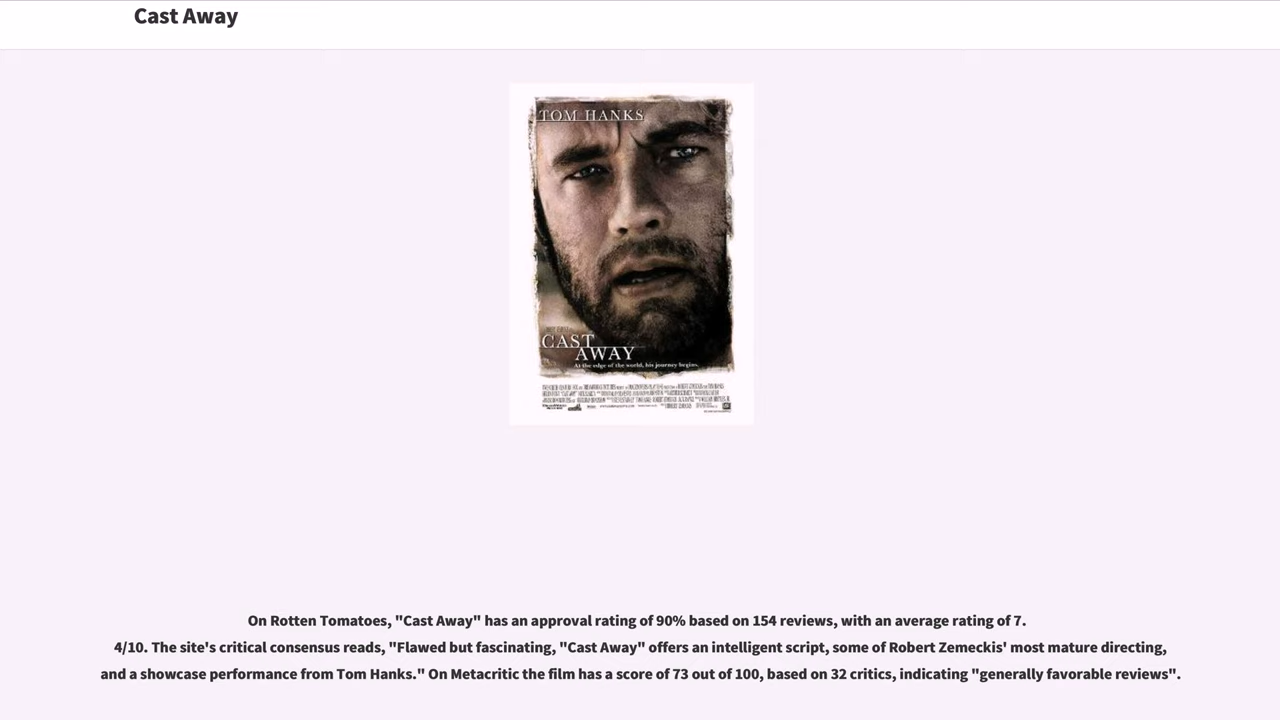 Cast Away
TOM HANKS
CAST
AWAY
At the edge of the world, his journey begins.
On Rotten Tomatoes, "Cast Away" has an approval rating of 90% based on 154 reviews, with an average rating of 7.
4/10. The site's critical consensus reads, "Flawed but fascinating, "Cast Away" offers an intelligent script, some of Robert Zemeckis' most mature directing,
and a showcase performance from Tom Hanks." On Metacritic the film has a score of 73 out of 100, based on 32 critics, indicating "generally favorable reviews".